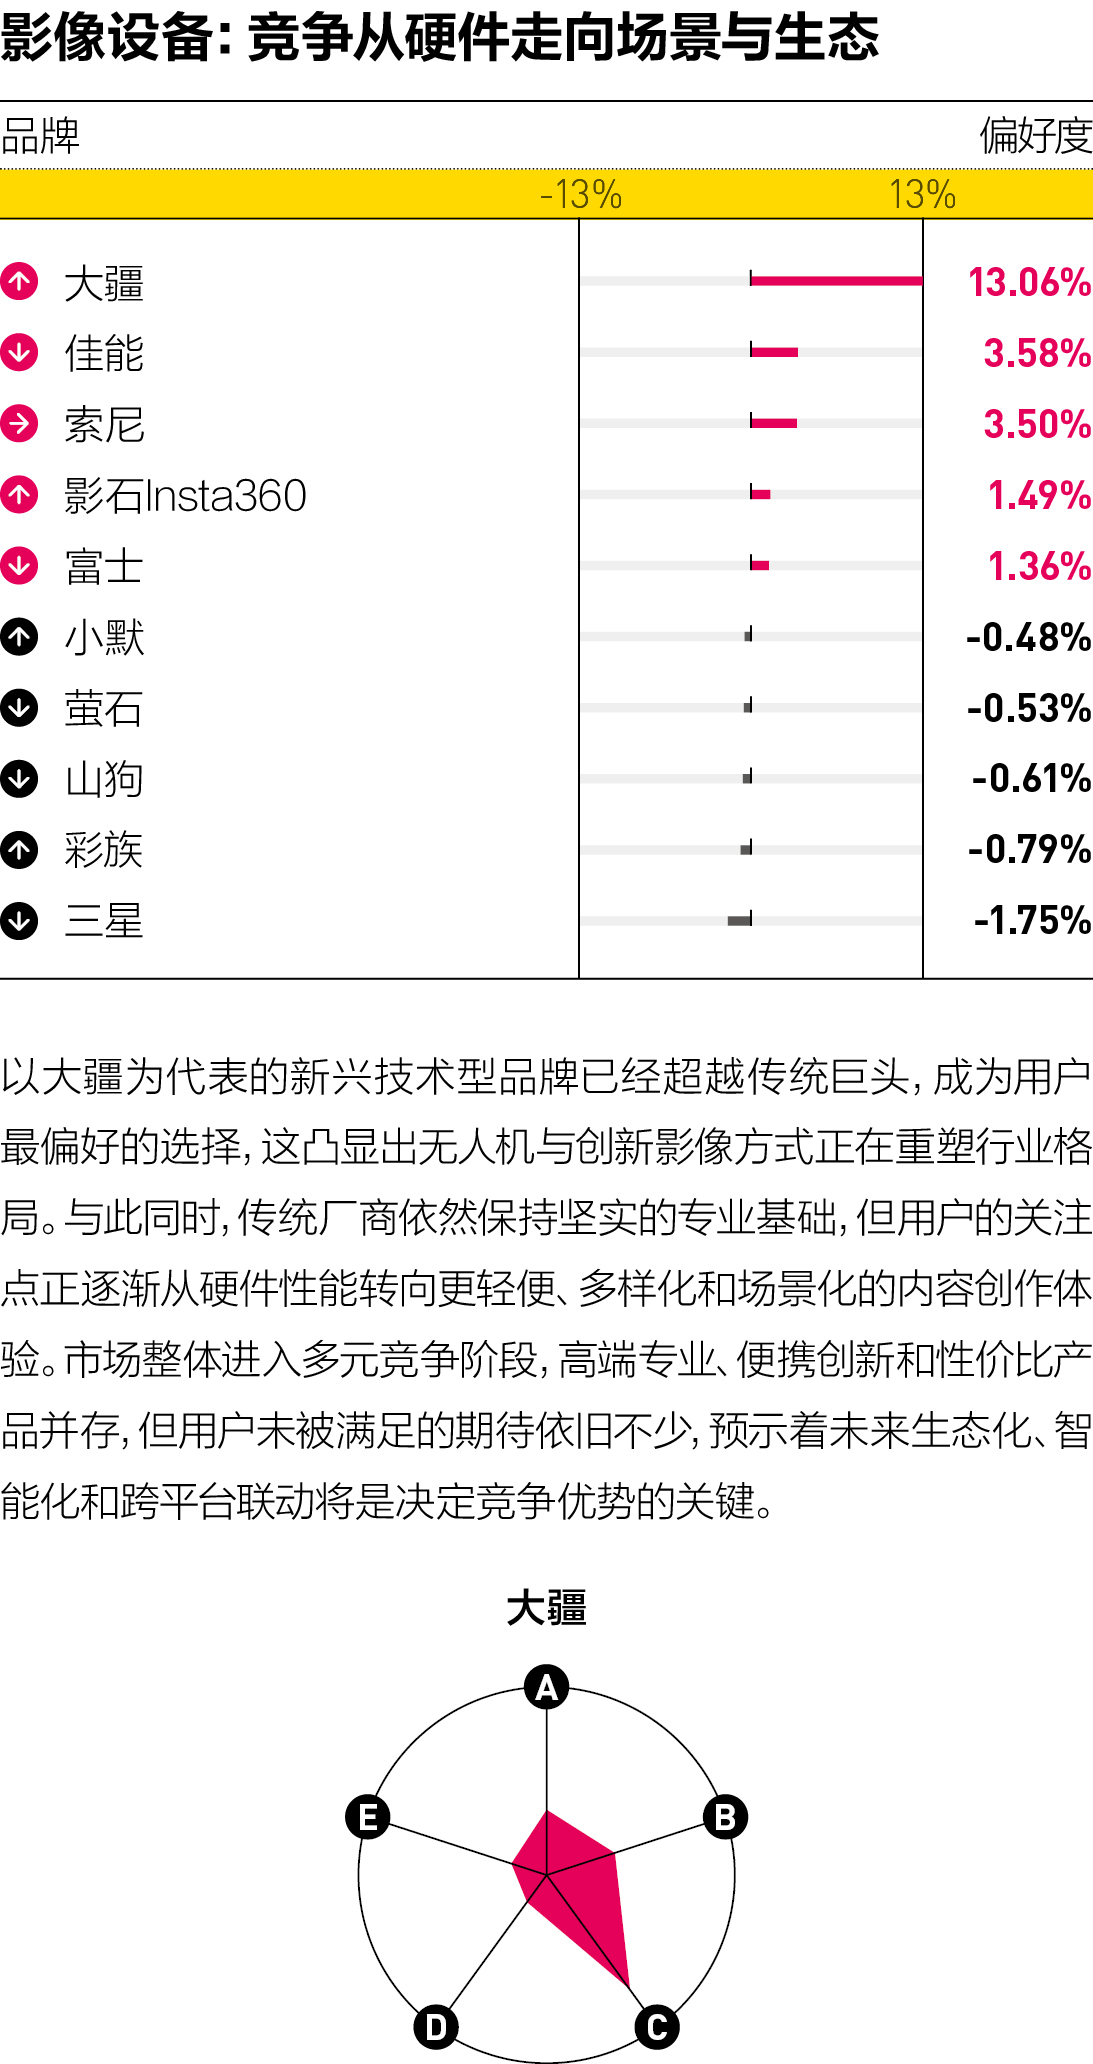 影像设备：竞争从硬件走向场景与生态
品牌 偏好度
-13% 13%
大疆 13.06%
佳能 3.58%
索尼 3.50%
影石Insta360 1.49%
富士 1.36%
小默 -0.48%
萤石 -0.53%
山狗 -0.61%
彩族 -0.79%
三星 -1.75%
以大疆为代表的新兴技术型品牌已经超越传统巨头，成为用户
最偏好的选择，这凸显出无人机与创新影像方式正在重塑行业格
局。与此同时，传统厂商依然保持坚实的专业基础，但用户的关注
点正逐渐从硬件性能转向更轻便、多样化和场景化的内容创作体
验。市场整体进入多元竞争阶段，高端专业、便携创新和性价比产
品并存，但用户未被满足的期待依旧不少，预示着未来生态化、智
能化和跨平台联动将是决定竞争优势的关键。
大疆
A
B
E
D
C